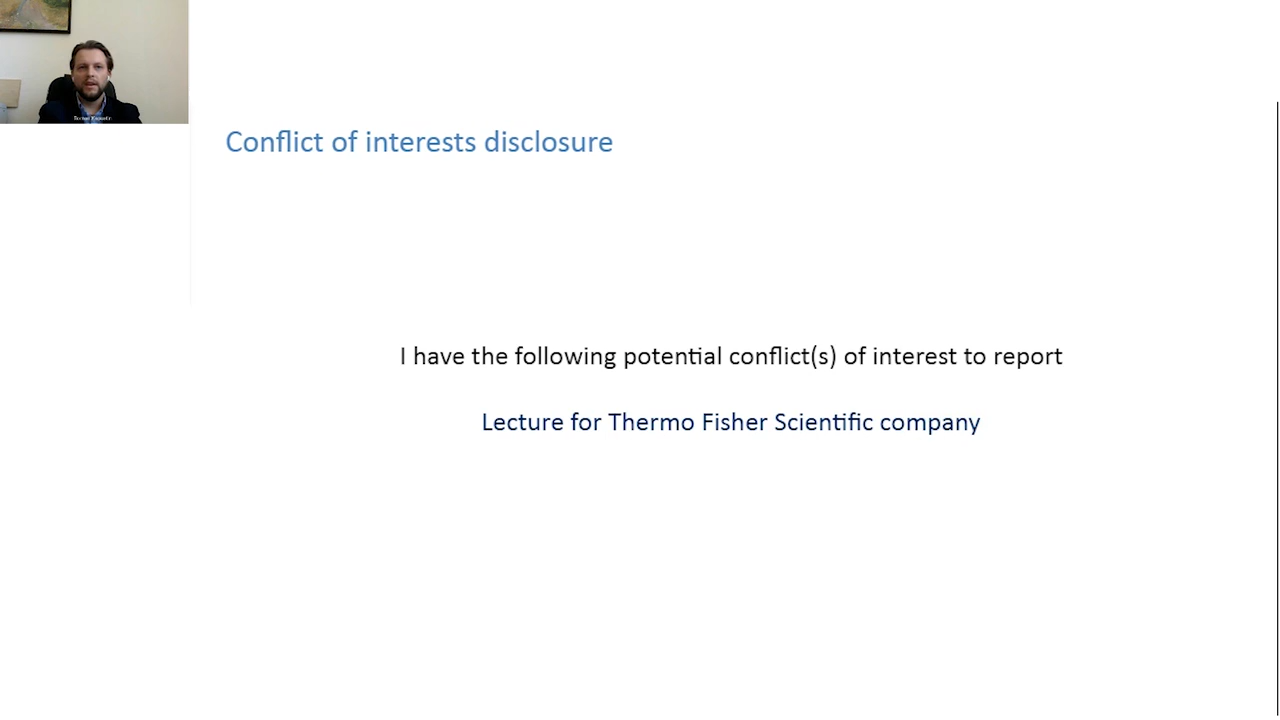 Conflict of interests disclosure
I have the following potential conflict(s) of interest to report
Lecture for Thermo Fisher Scientific company